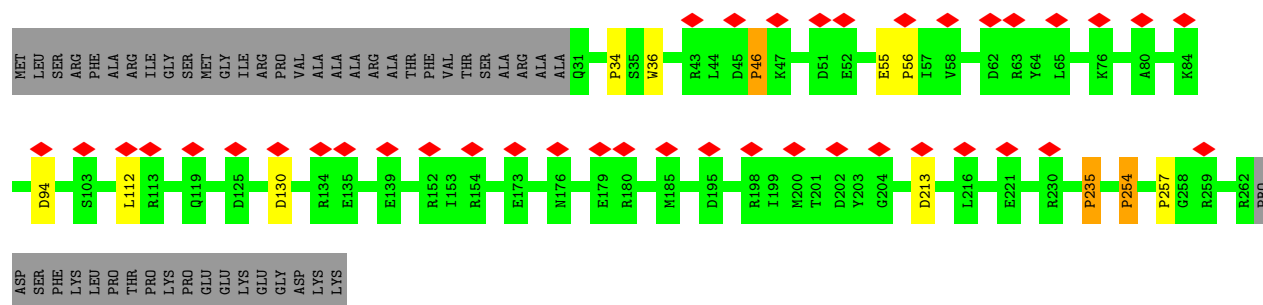 MET LEU SER ARG PHE ALA ARG ILE GLY SER MET GLY ILE ARG PRO VAL ALA ALA ALA ARG ALA THR PHE VAL THR SER ALA ARG ALA ALA Q31 P34 S35 W36 R43 L44 D45 P46 K47 D51 E52 E55 P56 I57 V58 D62 R63 Y64 L65 K76 A80 K84
D94 S103 L112 R113 Q119 D125 D130 R134 E135 E139 R152 I153 R154 E173 N176 E179 R180 M185 D195 R198 I199 M200 T201 D202 Y203 G204 D213 L216 E221 R230 P235 P254 P257 G258 R259 R262 PRO
ASP SER PHE LYS LEU PRO THR PRO LYS PRO GLU GLU LYS GLU GLY ASP LYS LYS